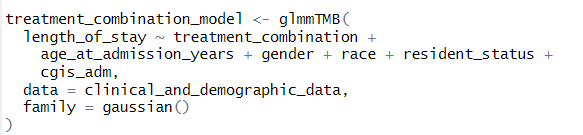 treatment_combination_model <- glmmTMB(
length_of_stay ~ treatment_combination +
age_at_admission_years + gender + race + resident_status +
cgis_adm,
data = clinical_and_demographic_data,
family = gaussian()
)